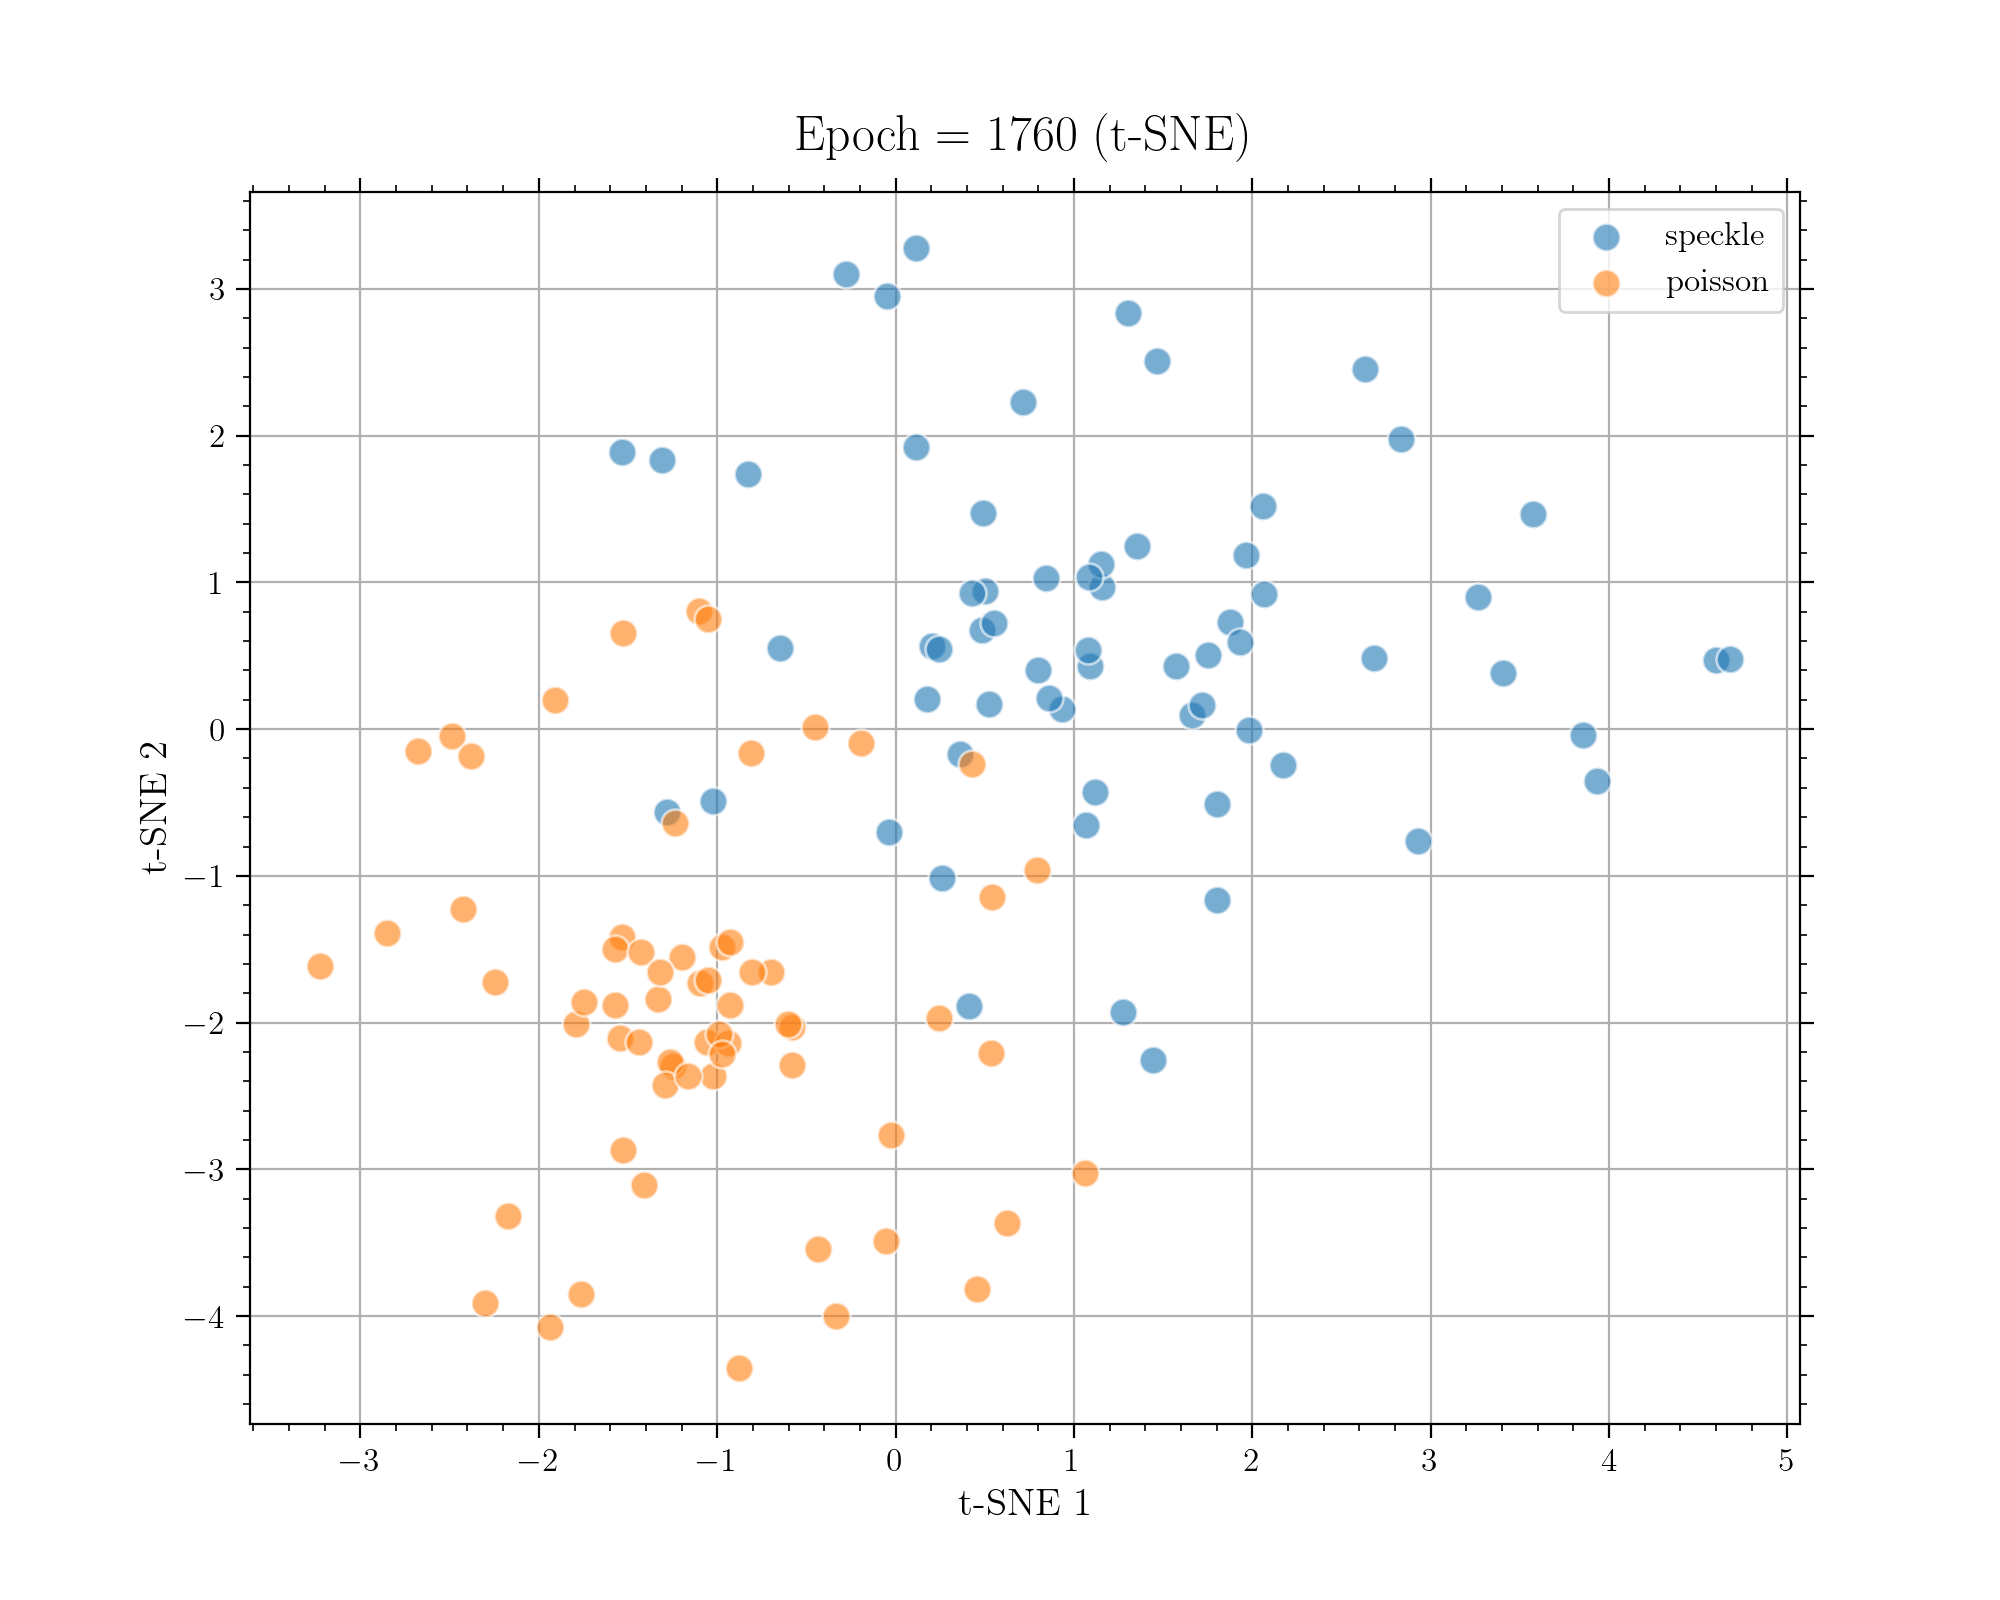 Epoch = 1760 (t-SNE)
speckle
poisson
3
2
1
0
−1
−2
−3
−4
t-SNE 2
−3 −2 −1 0 1 2 3 4 5
t-SNE 1